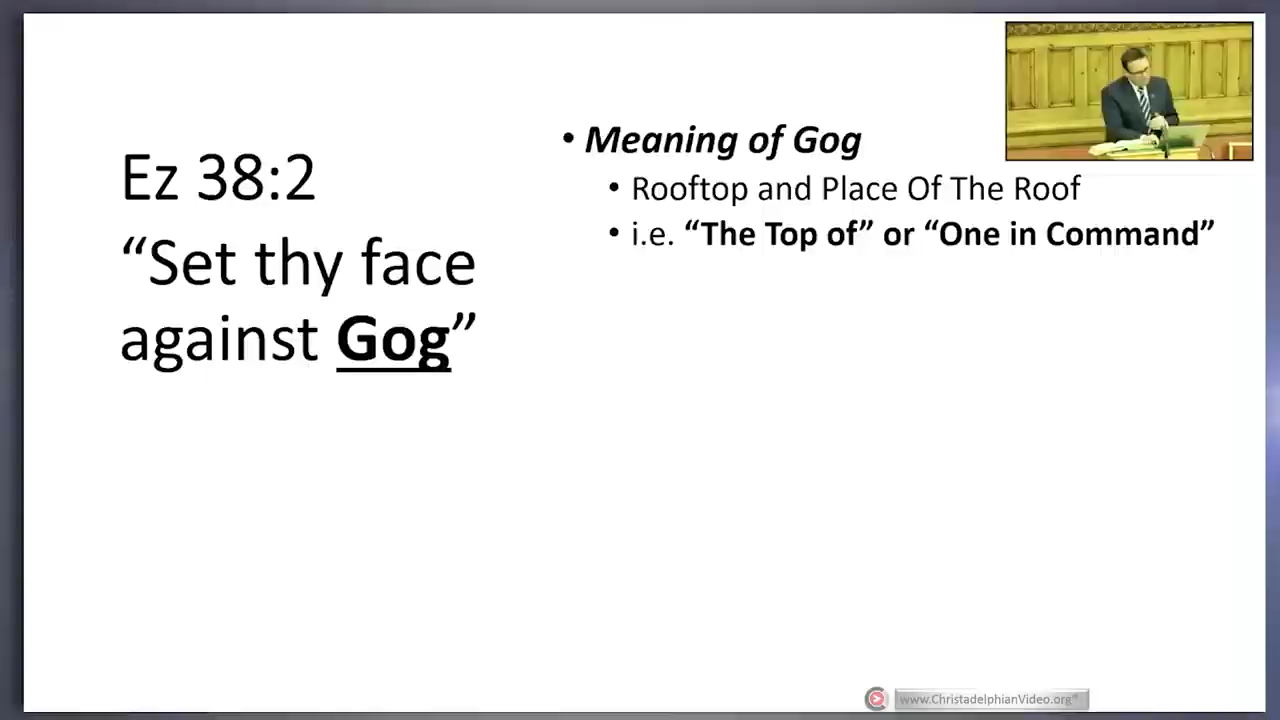 Ez 38:2
“Set thy face
against Gog”
• Meaning of Gog
• Rooftop and Place Of The Roof
• i.e. “The Top of” or “One in Command”
www.ChristadelphianVideo.org